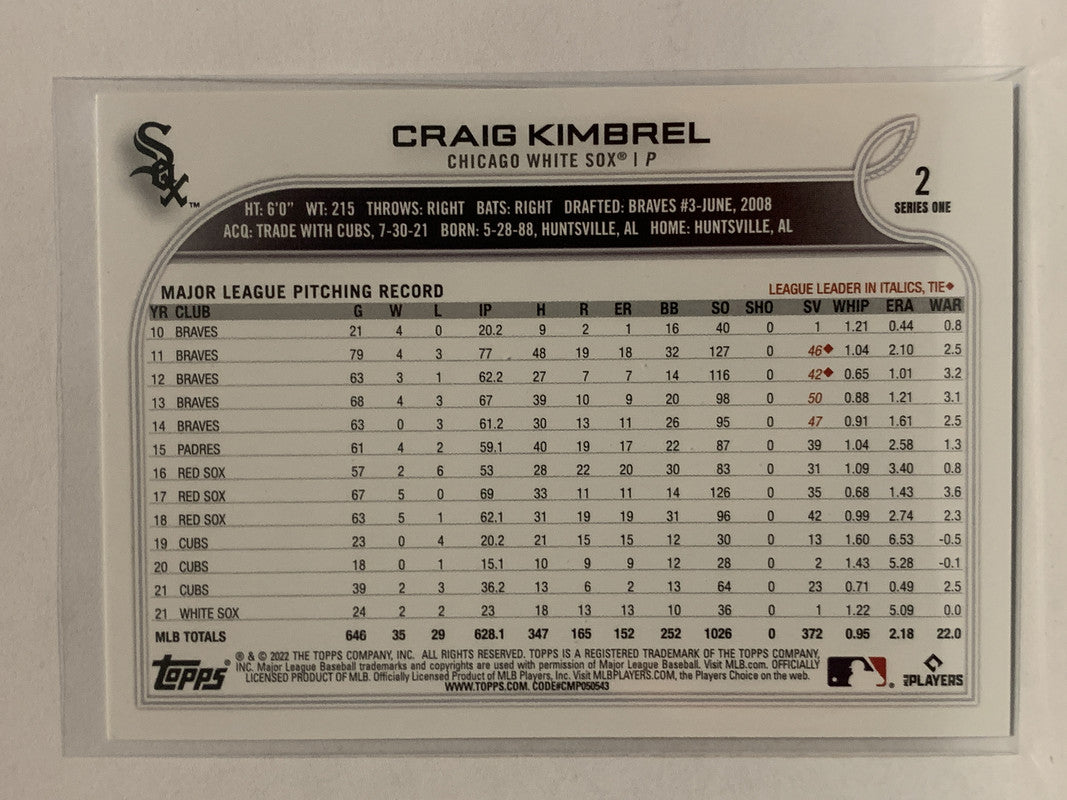 Sox™
CRAIG KIMBREL
CHICAGO WHITE SOX® | P
2
SERIES ONE
HT: 6'0" WT: 215 THROWS: RIGHT BATS: RIGHT DRAFTED: BRAVES #3-JUNE, 2008
ACQ: TRADE WITH CUBS, 7-30-21 BORN: 5-28-88, HUNTSVILLE, AL HOME: HUNTSVILLE, AL
MAJOR LEAGUE PITCHING RECORD LEAGUE LEADER IN ITALICS, TIE◆
YR CLUB G W L IP H R ER BB SO SHO SV WHIP ERA WAR
10 BRAVES 21 4 0 20.2 9 2 1 16 40 0 1 1.21 0.44 0.8
11 BRAVES 79 4 3 77 48 19 18 32 127 0 46◆ 1.04 2.10 2.5
12 BRAVES 63 3 1 62.2 27 7 7 14 116 0 42◆ 0.65 1.01 3.2
13 BRAVES 68 4 3 67 39 10 9 20 98 0 50 0.88 1.21 3.1
14 BRAVES 63 0 3 61.2 30 13 11 26 95 0 47 0.91 1.61 2.5
15 PADRES 61 4 2 59.1 40 19 17 22 87 0 39 1.04 2.58 1.3
16 RED SOX 57 2 6 53 28 22 20 30 83 0 31 1.09 3.40 0.8
17 RED SOX 67 5 0 69 33 11 11 14 126 0 35 0.68 1.43 3.6
18 RED SOX 63 5 1 62.1 31 19 19 31 96 0 42 0.99 2.74 2.3
19 CUBS 23 0 4 20.2 21 15 15 12 30 0 13 1.60 6.53 -0.5
20 CUBS 18 0 1 15.1 10 9 9 12 28 0 2 1.43 5.28 -0.1
21 CUBS 39 2 3 36.2 13 6 2 13 64 0 23 0.71 0.49 2.5
21 WHITE SOX 24 2 2 23 18 13 13 10 36 0 1 1.22 5.09 0.0
MLB TOTALS 646 35 29 628.1 347 165 152 252 1026 0 372 0.95 2.18 22.0
topps®
® & © 2022 THE TOPPS COMPANY, INC. ALL RIGHTS RESERVED. TOPPS IS A REGISTERED TRADEMARK OF THE TOPPS COMPANY,
INC. Major League Baseball trademarks and copyrights are used with permission of Major League Baseball. Visit MLB.com. OFFICIALLY
LICENSED PRODUCT OF MLB. Officially Licensed Product of MLB Players, Inc. Visit MLBPLAYERS.COM, the Players Choice on the web.
WWW.TOPPS.COM. CODE#CMP050543
MLB PLAYERS